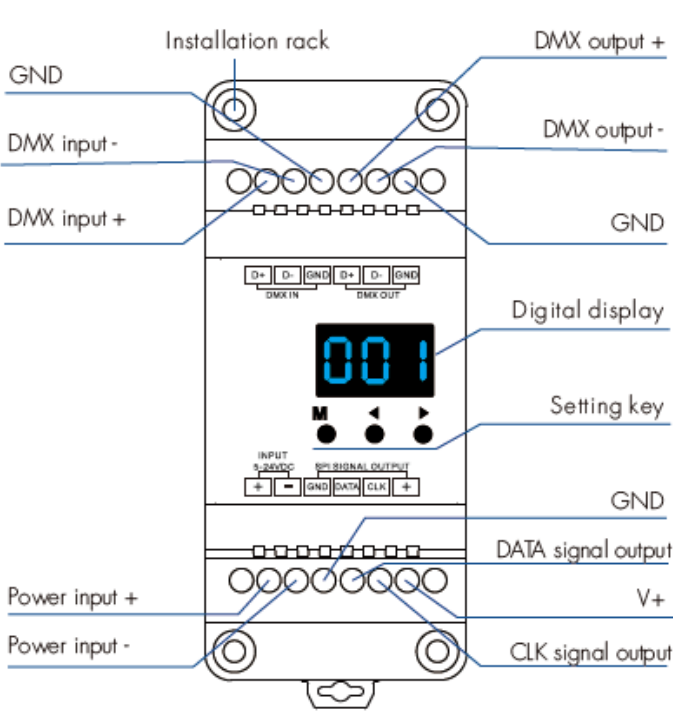 Installation rack
DMX output +
GND
DMX output -
DMX input -
DMX input +
GND
D+ D- GND D+ D- GND
DMX IN DMX OUT
Digital display
001
M
Setting key
INPUT
5-24VDC SPI SIGNAL OUTPUT
+ - GND DATA CLK +
GND
DATA signal output
Power input +
V+
Power input -
CLK signal output